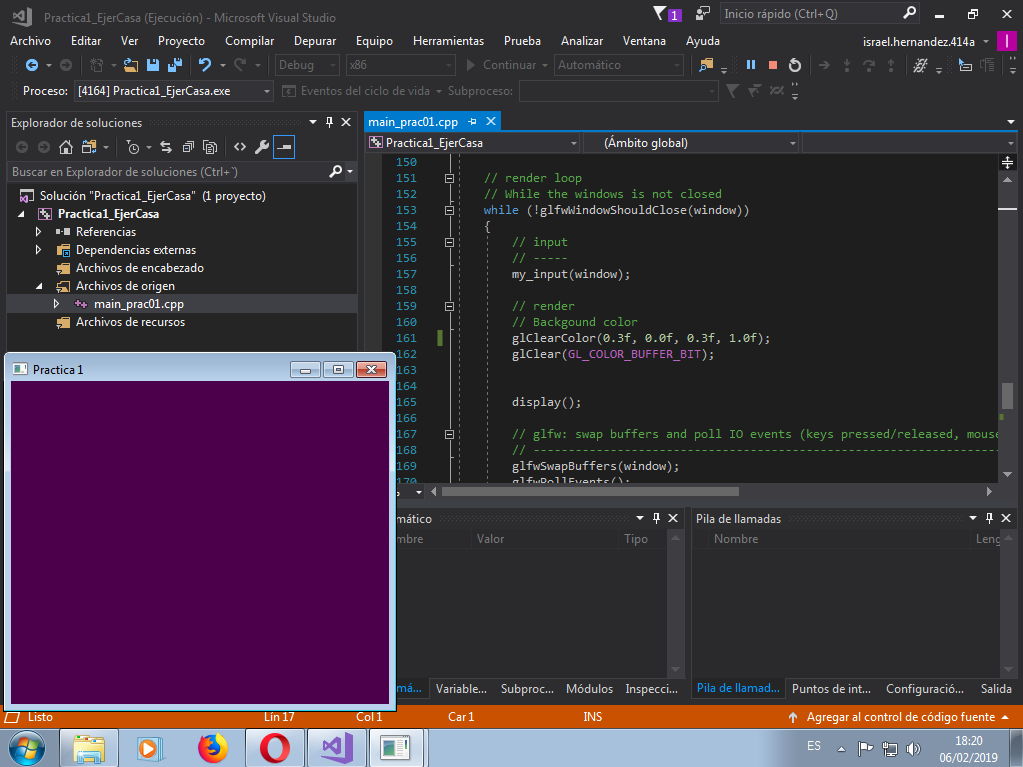 Practica1_EjerCasa (Ejecución) - Microsoft Visual Studio
1
Inicio rápido (Ctrl+Q)
Archivo Editar Ver Proyecto Compilar Depurar Equipo Herramientas Prueba Analizar Ventana Ayuda
israel.hernandez.414a
I
Debug x86 Continuar Automático
Proceso: [4164] Practica1_EjerCasa.exe Eventos del ciclo de vida Subproceso:
Explorador de soluciones
Buscar en Explorador de soluciones (Ctrl+`)
Solución "Practica1_EjerCasa" (1 proyecto)
Practica1_EjerCasa
Referencias
Dependencias externas
Archivos de encabezado
Archivos de origen
main_prac01.cpp
Archivos de recursos
main_prac01.cpp
Practica1_EjerCasa (Ámbito global)
150
151 // render loop
152 // While the windows is not closed
153 while (!glfwWindowShouldClose(window))
154 {
155 // input
156 // -----
157 my_input(window);
158
159 // render
160 // Backgound color
161 glClearColor(0.3f, 0.0f, 0.3f, 1.0f);
162 glClear(GL_COLOR_BUFFER_BIT);
163
164
165 display();
166
167 // glfw: swap buffers and poll IO events (keys pressed/released, mouse
168 // ------------------------------------------------------------------
169 glfwSwapBuffers(window);
170 glfwPollEvents();
Practica 1
mático
mbre Valor Tipo
má... Variable... Subproc... Módulos Inspecci...
Pila de llamadas
Nombre Leng
Pila de llamad... Puntos de int... Configuració... Salida
Listo Lín 17 Col 1 Car 1 INS Agregar al control de código fuente
ES
18:20
06/02/2019